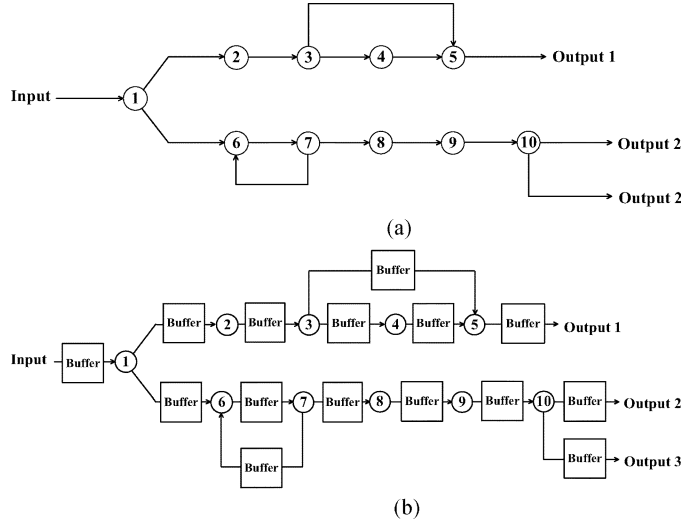 2 3 4 5 Output 1
Input 1
6 7 8 9 10 Output 2
Output 2
(a)
Buffer
Buffer 2 Buffer 3 Buffer 4 Buffer 5 Buffer Output 1
Input Buffer 1
Buffer 6 Buffer 7 Buffer 8 Buffer 9 Buffer 10 Buffer Output 2
Buffer Buffer Output 3
(b)